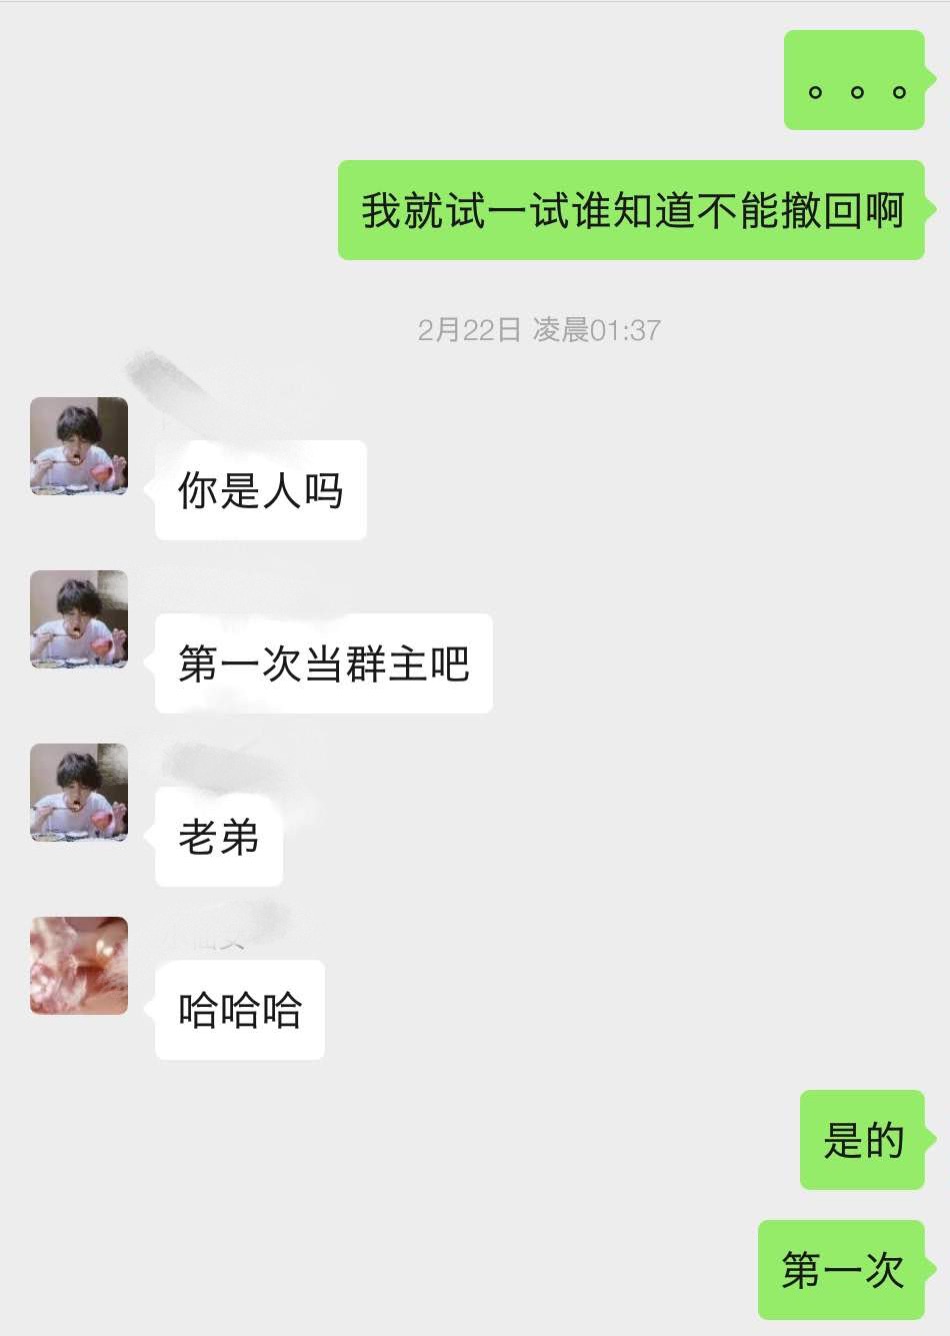 。。。
我就试一试谁知道不能撤回啊
2月22日 凌晨01:37
你是人吗
第一次当群主吧
老弟
哈哈哈
是的
第一次